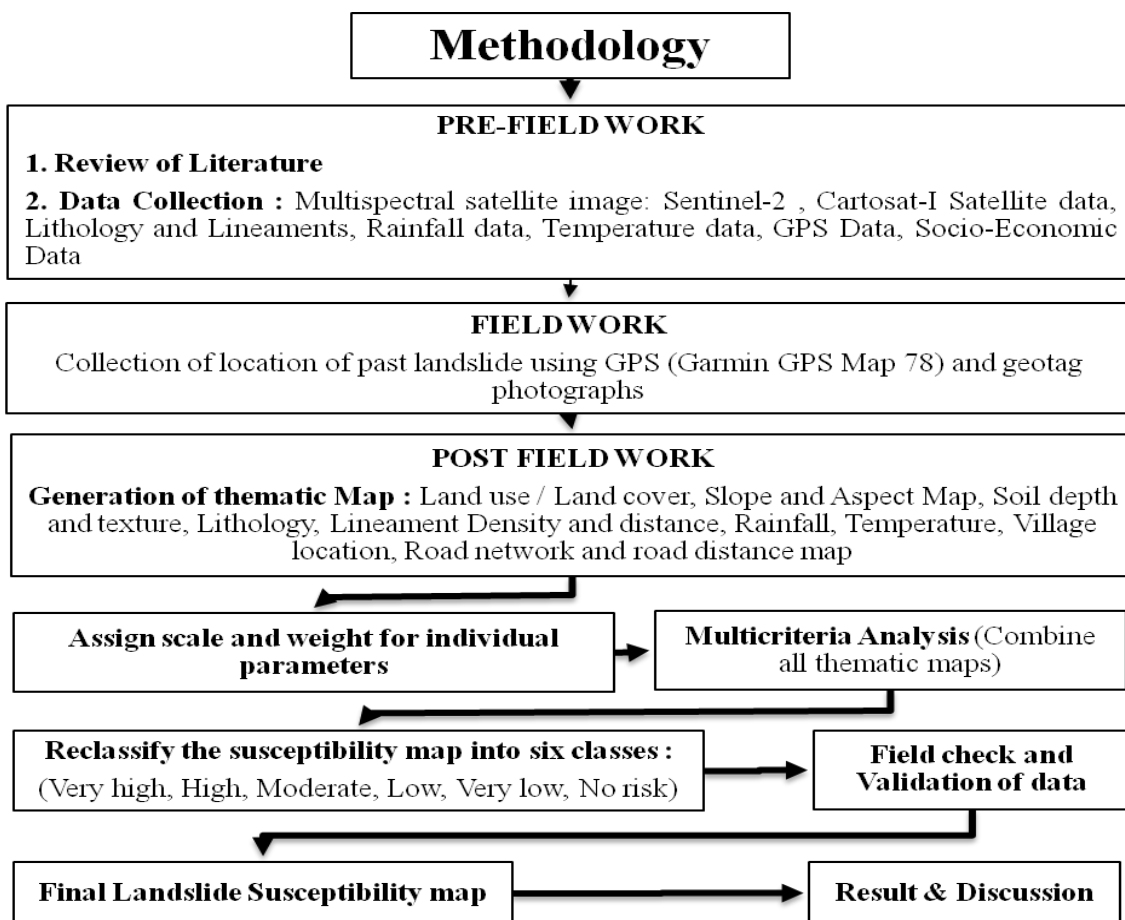 Methodology
PRE-FIELD WORK
1. Review of Literature
2. Data Collection : Multispectral satellite image: Sentinel-2 , Cartosat-I Satellite data,
Lithology and Lineaments, Rainfall data, Temperature data, GPS Data, Socio-Economic
Data
FIELD WORK
Collection of location of past landslide using GPS (Garmin GPS Map 78) and geotag
photographs
POST FIELD WORK
Generation of thematic Map : Land use / Land cover, Slope and Aspect Map, Soil depth
and texture, Lithology, Lineament Density and distance, Rainfall, Temperature, Village
location, Road network and road distance map
Assign scale and weight for individual
parameters
Multicriteria Analysis (Combine
all thematic maps)
Reclassify the susceptibility map into six classes :
(Very high, High, Moderate, Low, Very low, No risk)
Field check and
Validation of data
Final Landslide Susceptibility map
Result & Discussion